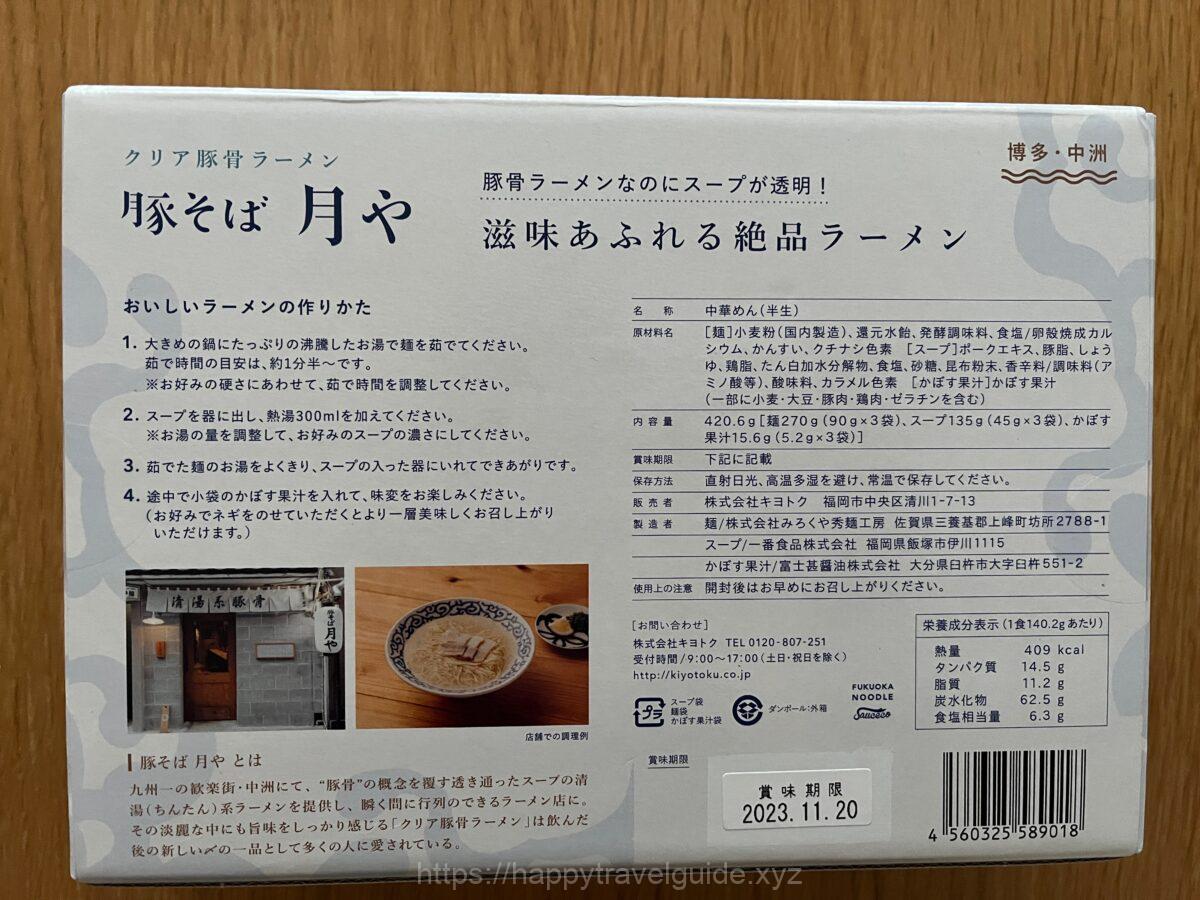 クリア豚骨ラーメン
豚そば 月や
豚骨ラーメンなのにスープが透明！
滋味あふれる絶品ラーメン
博多・中洲
おいしいラーメンの作りかた
1. 大きめの鍋にたっぷりの沸騰したお湯で麺を茹でてください。
茹で時間の目安は、約1分半〜です。
※お好みの硬さにあわせて、茹で時間を調整してください。
2. スープを器に出し、熱湯300mlを加えてください。
※お湯の量を調整して、お好みのスープの濃さにしてください。
3. 茹でた麺のお湯をよくきり、スープの入った器にいれてできあがりです。
4. 途中で小袋のかぼす果汁を入れて、味変をお楽しみください。
（お好みでネギをのせていただくとより一層美味しくお召し上がり
いただけます。）
清湯系豚骨
豚そば 月や
店舗での調理例
豚そば 月や とは
九州一の歓楽街・中洲にて、“豚骨”の概念を覆す透き通ったスープの清
湯（ちんたん）系ラーメンを提供し、瞬く間に行列のできるラーメン店に。
その淡麗な中にも旨味をしっかり感じる「クリア豚骨ラーメン」は飲んだ
後の新しい〆の一品として多くの人に愛されている。
名称 中華めん（半生）
原材料名 ［麺］小麦粉（国内製造）、還元水飴、発酵調味料、食塩/卵殻焼成カル
シウム、かんすい、クチナシ色素 ［スープ］ポークエキス、豚脂、しょう
ゆ、鶏脂、たん白加水分解物、食塩、砂糖、昆布粉末、香辛料/調味料（ア
ミノ酸等）、酸味料、カラメル色素 ［かぼす果汁］かぼす果汁
（一部に小麦・大豆・豚肉・鶏肉・ゼラチンを含む）
内容量 420.6g［麺270g（90g×3袋）、スープ135g（45g×3袋）、かぼす
果汁15.6g（5.2g×3袋）］
賞味期限 下記に記載
保存方法 直射日光、高温多湿を避け、常温で保存してください。
販売者 株式会社キヨトク 福岡市中央区清川1-7-13
製造者 麺/株式会社みろくや秀麺工房 佐賀県三養基郡上峰町坊所2788-1
スープ/一番食品株式会社 福岡県飯塚市伊川1115
かぼす果汁/富士甚醤油株式会社 大分県臼杵市大字臼杵551-2
使用上の注意 開封後はお早めにお召し上がりください。
［お問い合わせ］
株式会社キヨトク TEL 0120-807-251
受付時間/9:00〜17:00（土日・祝日を除く）
http://kiyotoku.co.jp
プラ
スープ袋
麺袋
かぼす果汁袋
ダンボール:外箱
FUKUOKA
NOODLE
Sauceco
栄養成分表示（1食140.2gあたり）
熱量 409 kcal
タンパク質 14.5 g
脂質 11.2 g
炭水化物 62.5 g
食塩相当量 6.3 g
賞味期限
賞味期限
2023.11.20
4 560325 589018
https://happytravelguide.xyz